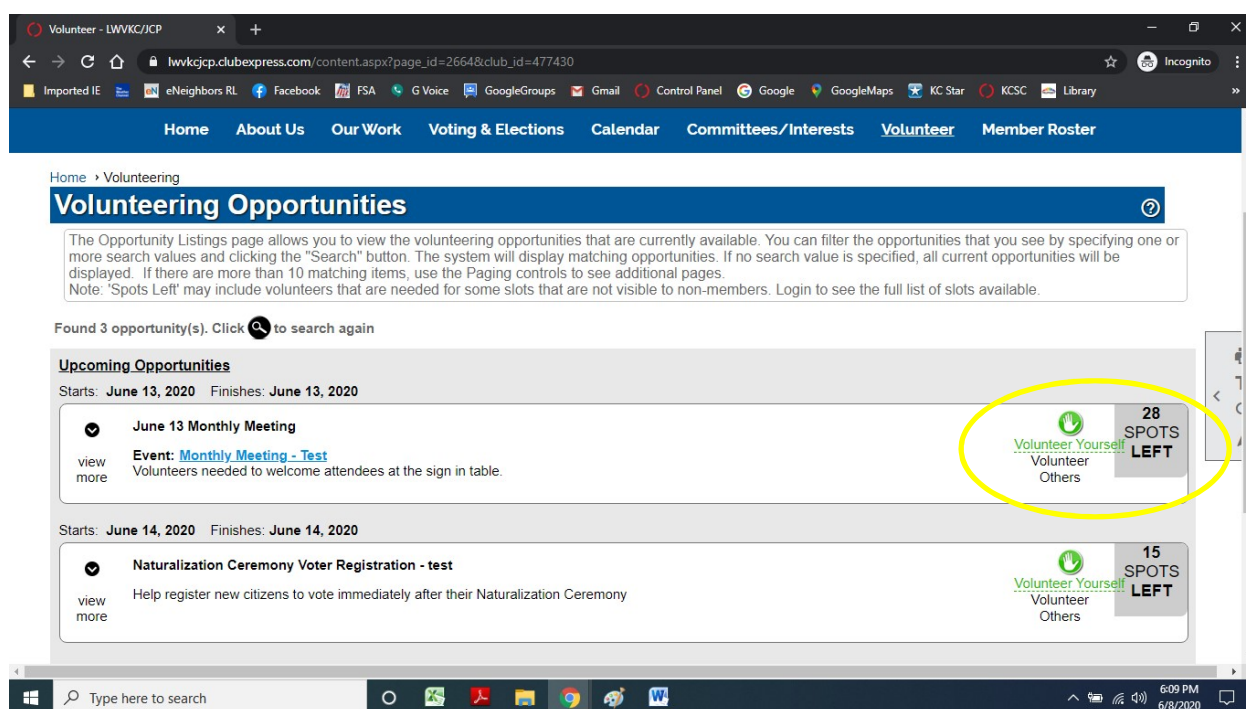 Volunteer - LWVKC/JCP
lwvkcjcp.clubexpress.com/content.aspx?page_id=2664&club_id=477430
Incognito
Imported IE eNeighbors RL Facebook FSA G Voice GoogleGroups Gmail Control Panel Google GoogleMaps KC Star KCSC Library
Home About Us Our Work Voting & Elections Calendar Committees/Interests Volunteer Member Roster
Home › Volunteering
Volunteering Opportunities
The Opportunity Listings page allows you to view the volunteering opportunities that are currently available. You can filter the opportunities that you see by specifying one or
more search values and clicking the "Search" button. The system will display matching opportunities. If no search value is specified, all current opportunities will be
displayed. If there are more than 10 matching items, use the Paging controls to see additional pages.
Note: 'Spots Left' may include volunteers that are needed for some slots that are not visible to non-members. Login to see the full list of slots available.
Found 3 opportunity(s). Click to search again
Upcoming Opportunities
Starts: June 13, 2020 Finishes: June 13, 2020
June 13 Monthly Meeting
Event: Monthly Meeting - Test
Volunteers needed to welcome attendees at the sign in table.
view
more
Volunteer Yourself
Volunteer
Others
28
SPOTS
LEFT
Starts: June 14, 2020 Finishes: June 14, 2020
Naturalization Ceremony Voter Registration - test
Help register new citizens to vote immediately after their Naturalization Ceremony
view
more
Volunteer Yourself
Volunteer
Others
15
SPOTS
LEFT
Type here to search
6:09 PM
6/8/2020